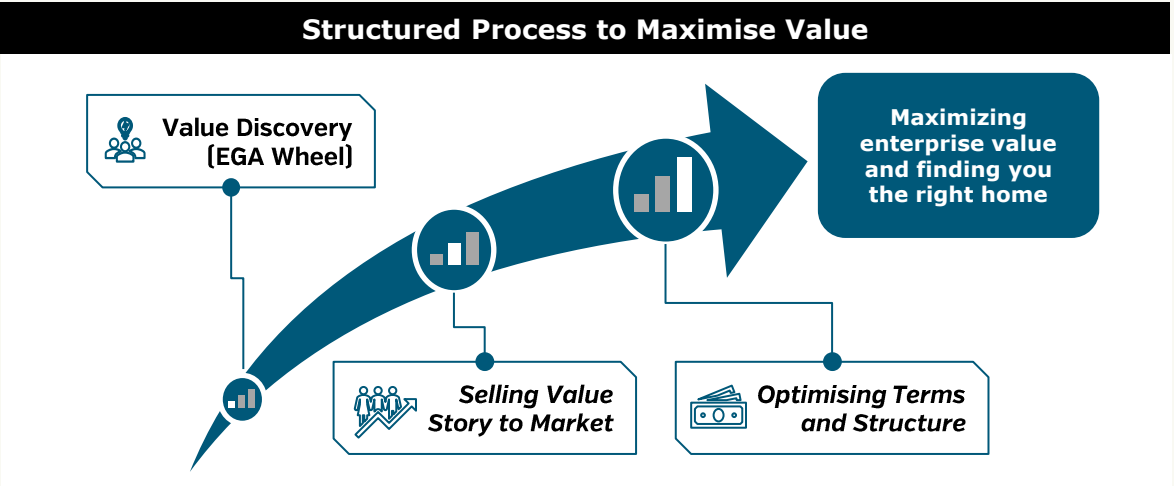 Structured Process to Maximise Value
Value Discovery
(EGA Wheel)
Maximizing
enterprise value
and finding you
the right home
Selling Value
Story to Market
Optimising Terms
and Structure